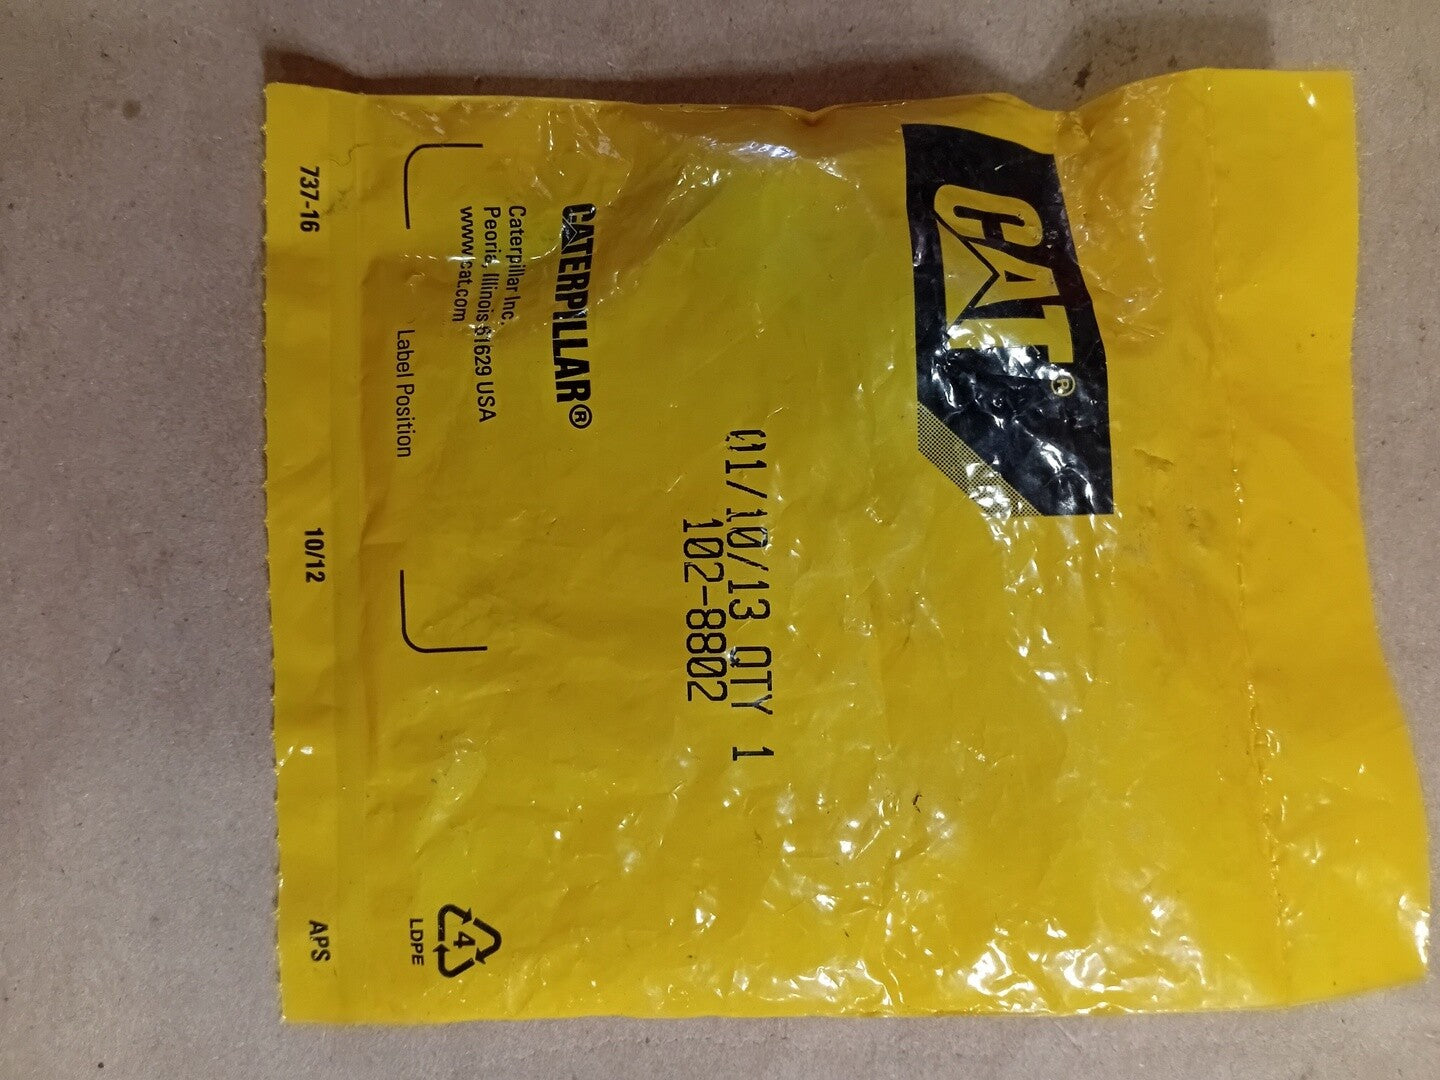 CAT®
01/10/13 QTY 1
102-8802
CATERPILLAR®
Caterpillar Inc.
Peoria, Illinois 61629 USA
www.cat.com
Label Position
4
LDPE
737-16
10/12
APS